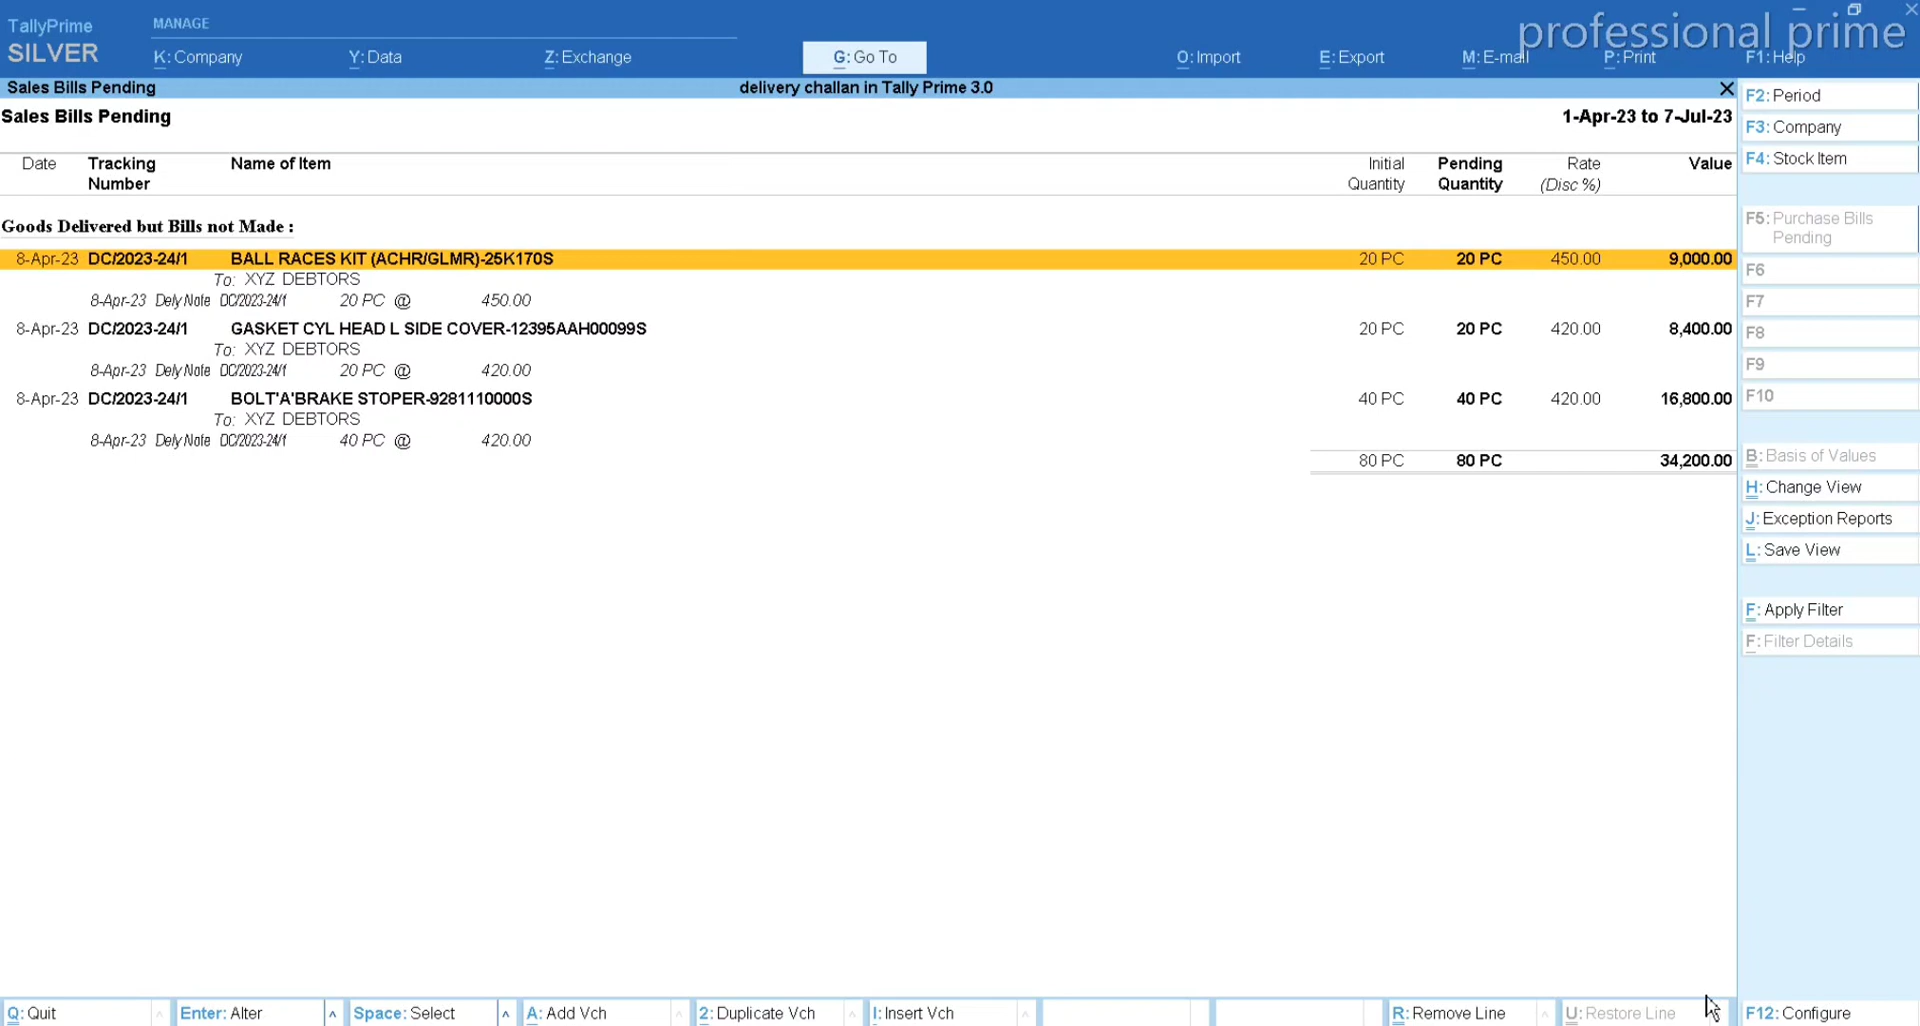 TallyPrime
SILVER
MANAGE
K: Company
Y: Data
Z: Exchange
G: Go To
O: Import
E: Export
M: E-mail
P: Print
F1: Help
professional prime
Sales Bills Pending
delivery challan in Tally Prime 3.0
Sales Bills Pending
1-Apr-23 to 7-Jul-23
Date Tracking Name of Item Initial Pending Rate Value
Number Quantity Quantity (Disc %)
Goods Delivered but Bills not Made :
8-Apr-23 DC/2023-24/1 BALL RACES KIT (ACHR/GLMR)-25K170S 20 PC 20 PC 450.00 9,000.00
To: XYZ DEBTORS
8-Apr-23 Dely Note DC/2023-24/1 20 PC @ 450.00
8-Apr-23 DC/2023-24/1 GASKET CYL HEAD L SIDE COVER-12395AAH00099S 20 PC 20 PC 420.00 8,400.00
To: XYZ DEBTORS
8-Apr-23 Dely Note DC/2023-24/1 20 PC @ 420.00
8-Apr-23 DC/2023-24/1 BOLT'A'BRAKE STOPER-9281110000S 40 PC 40 PC 420.00 16,800.00
To: XYZ DEBTORS
8-Apr-23 Dely Note DC/2023-24/1 40 PC @ 420.00
80 PC 80 PC 34,200.00
F2: Period
F3: Company
F4: Stock Item
F5: Purchase Bills
Pending
F6
F7
F8
F9
F10
B: Basis of Values
H: Change View
J: Exception Reports
L: Save View
F: Apply Filter
F: Filter Details
Q: Quit
Enter: Alter
Space: Select
A: Add Vch
2: Duplicate Vch
I: Insert Vch
R: Remove Line
U: Restore Line
F12: Configure